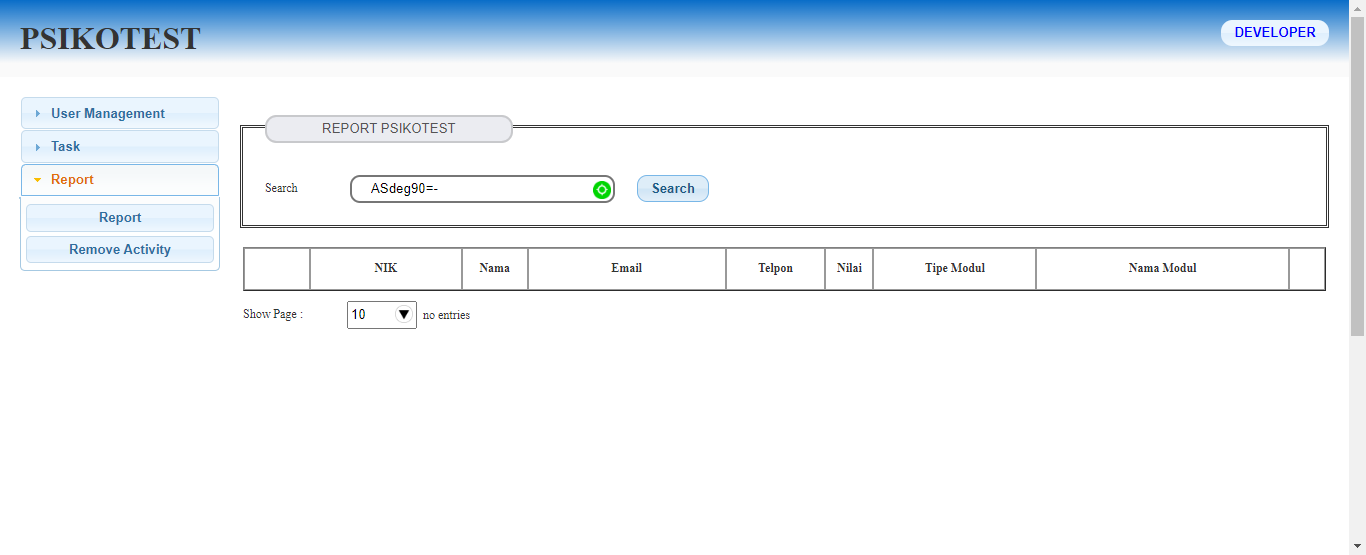 PSIKOTEST
DEVELOPER
User Management
Task
Report
Report
Remove Activity
REPORT PSIKOTEST
Search ASdeg90=- Search
NIK Nama Email Telpon Nilai Tipe Modul Nama Modul
Show Page : 10 no entries